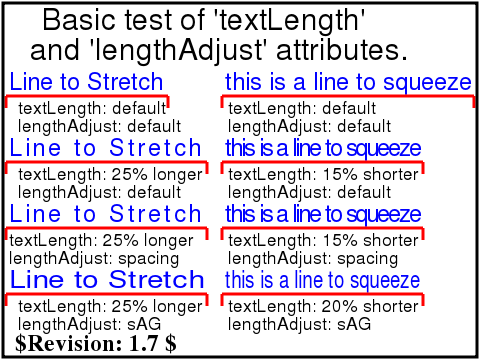 Basic test of 'textLength'
and 'lengthAdjust' attributes.
Line to Stretch
textLength: default
lengthAdjust: default
this is a line to squeeze
textLength: default
lengthAdjust: default
Line to Stretch
textLength: 25% longer
lengthAdjust: default
this is a line to squeeze
textLength: 15% shorter
lengthAdjust: default
Line to Stretch
textLength: 25% longer
lengthAdjust: spacing
this is a line to squeeze
textLength: 15% shorter
lengthAdjust: spacing
Line to Stretch
textLength: 25% longer
lengthAdjust: sAG
this is a line to squeeze
textLength: 20% shorter
lengthAdjust: sAG
$Revision: 1.7 $